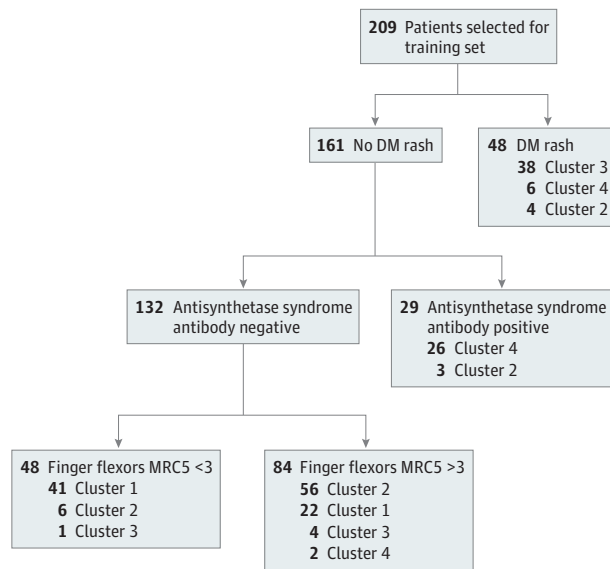 209 Patients selected for
training set
161 No DM rash
48 DM rash
38 Cluster 3
6 Cluster 4
4 Cluster 2
132 Antisynthetase syndrome
antibody negative
29 Antisynthetase syndrome
antibody positive
26 Cluster 4
3 Cluster 2
48 Finger flexors MRC5 <3
41 Cluster 1
6 Cluster 2
1 Cluster 3
84 Finger flexors MRC5 >3
56 Cluster 2
22 Cluster 1
4 Cluster 3
2 Cluster 4